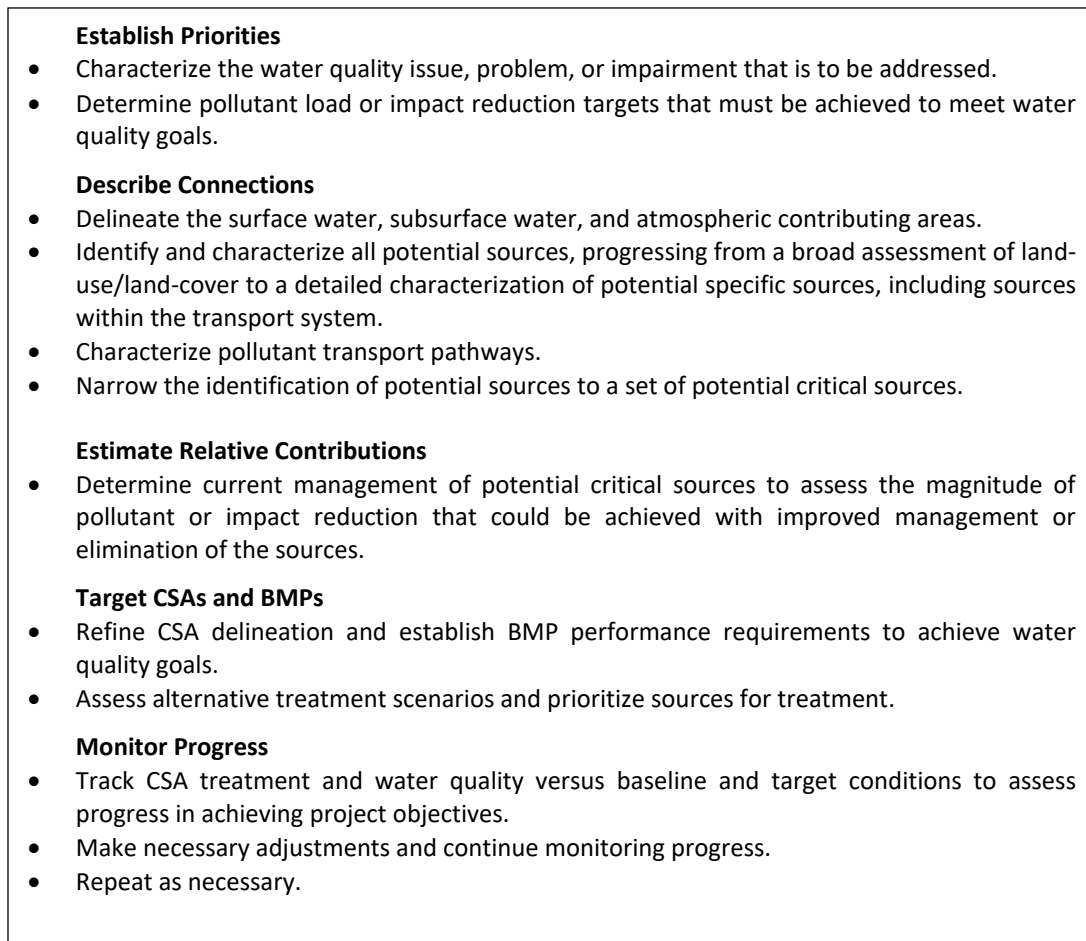 Establish Priorities
• Characterize the water quality issue, problem, or impairment that is to be addressed.
• Determine pollutant load or impact reduction targets that must be achieved to meet water
quality goals.
Describe Connections
• Delineate the surface water, subsurface water, and atmospheric contributing areas.
• Identify and characterize all potential sources, progressing from a broad assessment of land-
use/land-cover to a detailed characterization of potential specific sources, including sources
within the transport system.
• Characterize pollutant transport pathways.
• Narrow the identification of potential sources to a set of potential critical sources.
Estimate Relative Contributions
• Determine current management of potential critical sources to assess the magnitude of
pollutant or impact reduction that could be achieved with improved management or
elimination of the sources.
Target CSAs and BMPs
• Refine CSA delineation and establish BMP performance requirements to achieve water
quality goals.
• Assess alternative treatment scenarios and prioritize sources for treatment.
Monitor Progress
• Track CSA treatment and water quality versus baseline and target conditions to assess
progress in achieving project objectives.
• Make necessary adjustments and continue monitoring progress.
• Repeat as necessary.